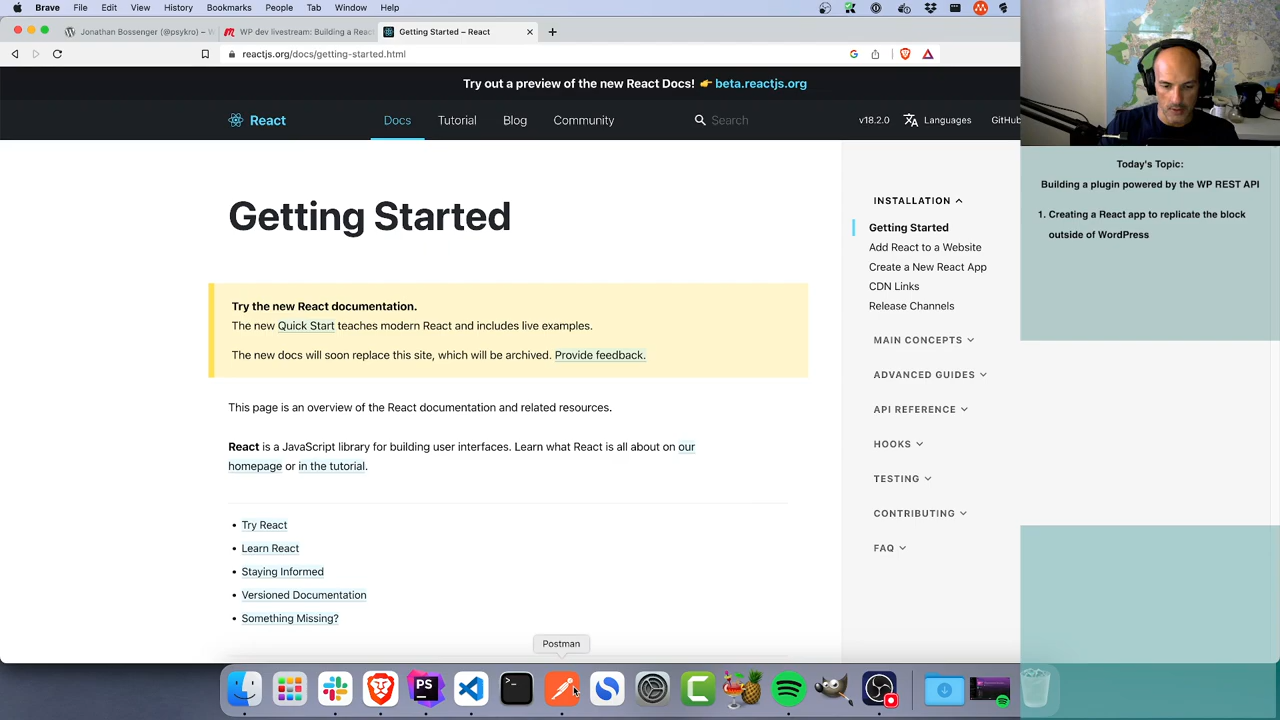 Brave File Edit View History Bookmarks People Tab Window Help
Jonathan Bossenger (@psykro) – W
WP dev livestream: Building a Reac
Getting Started – React
reactjs.org/docs/getting-started.html
Try out a preview of the new React Docs! 👉 beta.reactjs.org
React Docs Tutorial Blog Community Search v18.2.0 Languages GitHub
Getting Started
Try the new React documentation.
The new Quick Start teaches modern React and includes live examples.
The new docs will soon replace this site, which will be archived. Provide feedback.
This page is an overview of the React documentation and related resources.
React is a JavaScript library for building user interfaces. Learn what React is all about on our
homepage or in the tutorial.
• Try React
• Learn React
• Staying Informed
• Versioned Documentation
• Something Missing?
INSTALLATION
Getting Started
Add React to a Website
Create a New React App
CDN Links
Release Channels
MAIN CONCEPTS
ADVANCED GUIDES
API REFERENCE
HOOKS
TESTING
CONTRIBUTING
FAQ
Today's Topic:
Building a plugin powered by the WP REST API
1. Creating a React app to replicate the block
outside of WordPress
Postman
PS